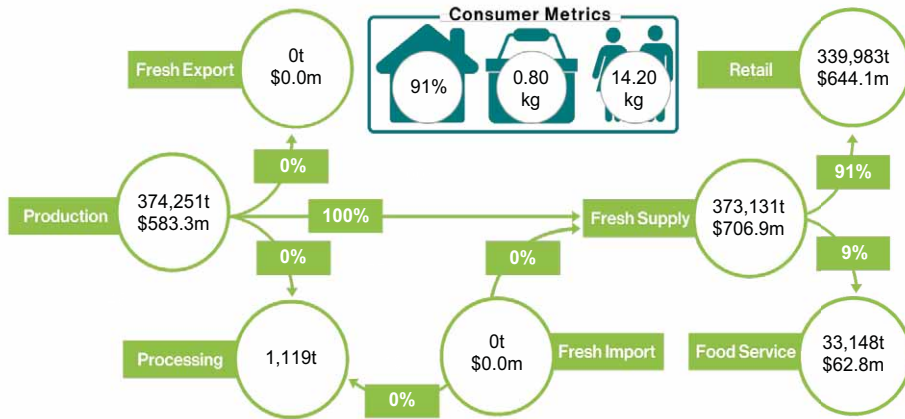 Consumer Metrics
91%
0.80
kg
14.20
kg
Fresh Export
0t
$0.0m
Retail
339,983t
$644.1m
0%
91%
Production
374,251t
$583.3m
100%
Fresh Supply
373,131t
$706.9m
0%
0%
9%
Processing
1,119t
0%
0t
$0.0m
Fresh Import
Food Service
33,148t
$62.8m